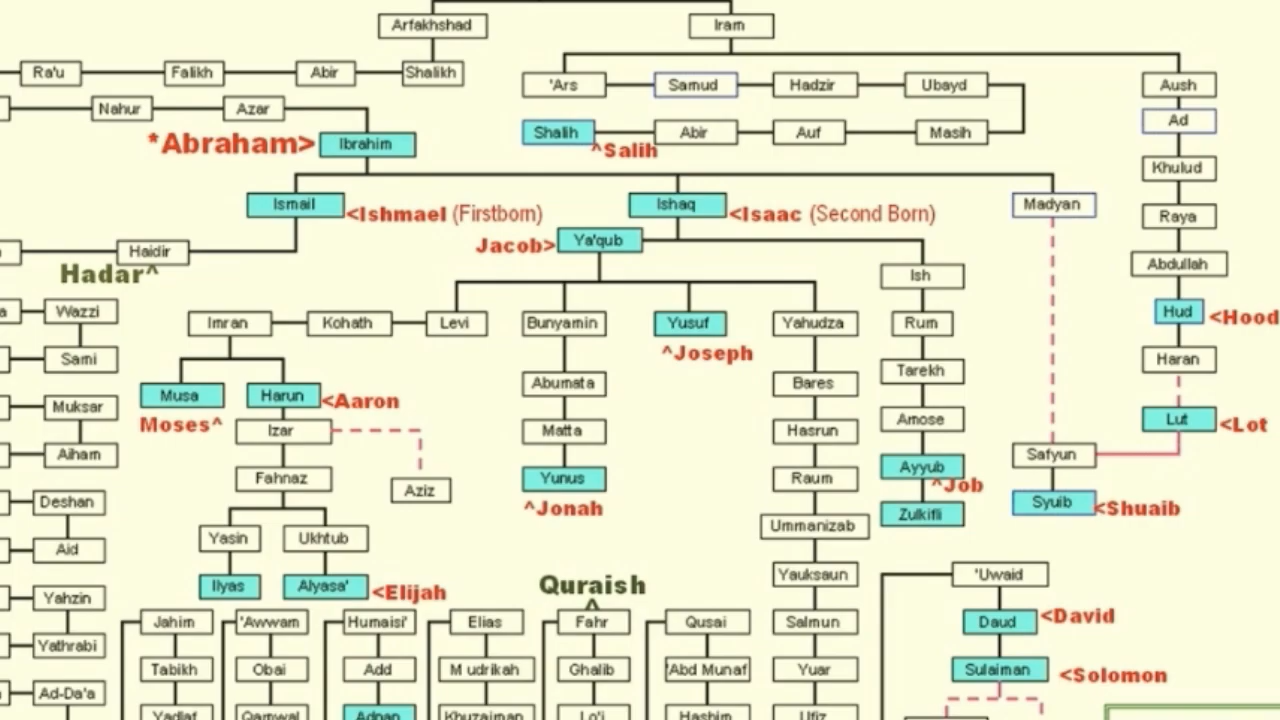 Arfakhshad Iram
Ra'u Falikh Abir Shalikh 'Ars Samud Hadzir Ubayd Aush
Nahur Azar Ad
*Abraham> Ibrahim Shalih Abir Auf Masih
^Salih
Khulud
Ismail <Ishmael (Firstborn) Ishaq <Isaac (Second Born) Madyan Raya
Jacob> Ya'qub
Haidir Abdullah
Hadar^ Ish
Wazzi Imran Kohath Levi Bunyamin Yusuf Yahudza Rum Hud <Hood
^Joseph
Sami Haran
Tarekh
Musa Harun <Aaron Abumata Bares
Muksar Moses^ Izar Matta Hasrun Amose Lut <Lot
Aiham Safyun
Fahnaz Aziz Yunus Raum Ayyub
^Job
Deshan ^Jonah Zulkifli Syuib <Shuaib
Yasin Ukhtub Ummanizab
Aid
Ilyas Alyasa' <Elijah Quraish Yauksaun 'Uwaid
^
Yahzin Jahim 'Awwam Humaisi' Elias Fahr Qusai Salmun Daud <David
Yathrabi Tabikh Obai Add Mudrikah Ghalib 'Abd Munaf Yuar Sulaiman <Solomon
Ad-Da'a Yadlaf Qamwal Adnan Khuzaimah Lo'i Hashim Ufiz